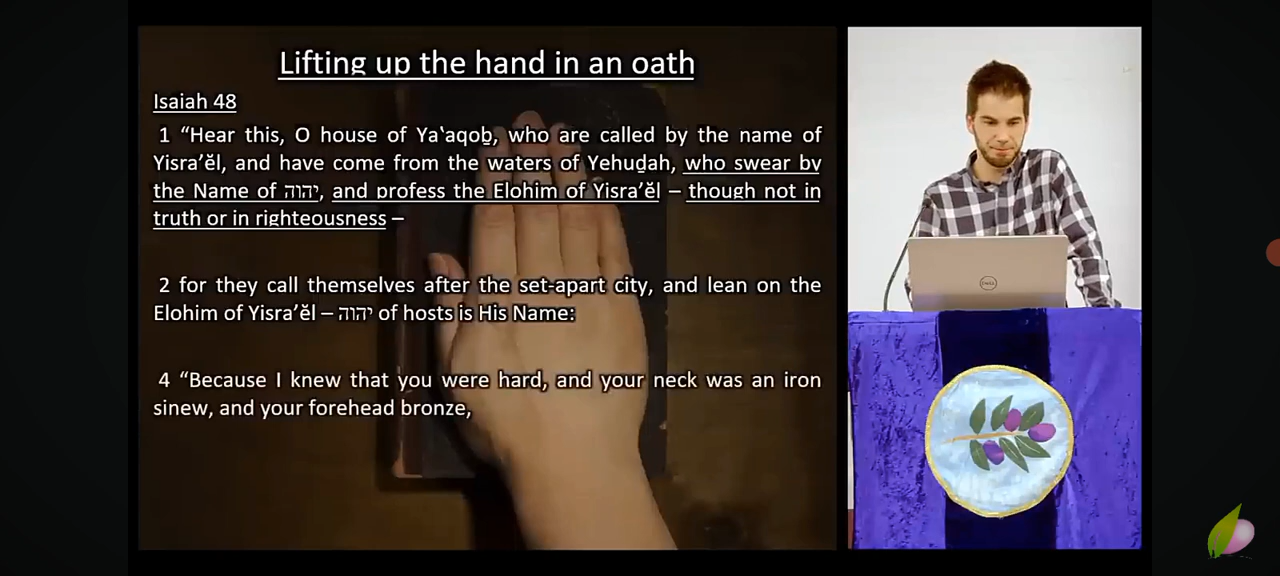 Lifting up the hand in an oath
Isaiah 48
1 “Hear this, O house of Ya‛aqoḇ, who are called by the name of
Yisra’ĕl, and have come from the waters of Yehuḏah, who swear by
the Name of יהוה, and profess the Elohim of Yisra’ĕl – though not in
truth or in righteousness –
2 for they call themselves after the set-apart city, and lean on the
Elohim of Yisra’ĕl – יהוה of hosts is His Name:
4 “Because I knew that you were hard, and your neck was an iron
sinew, and your forehead bronze,
DELL